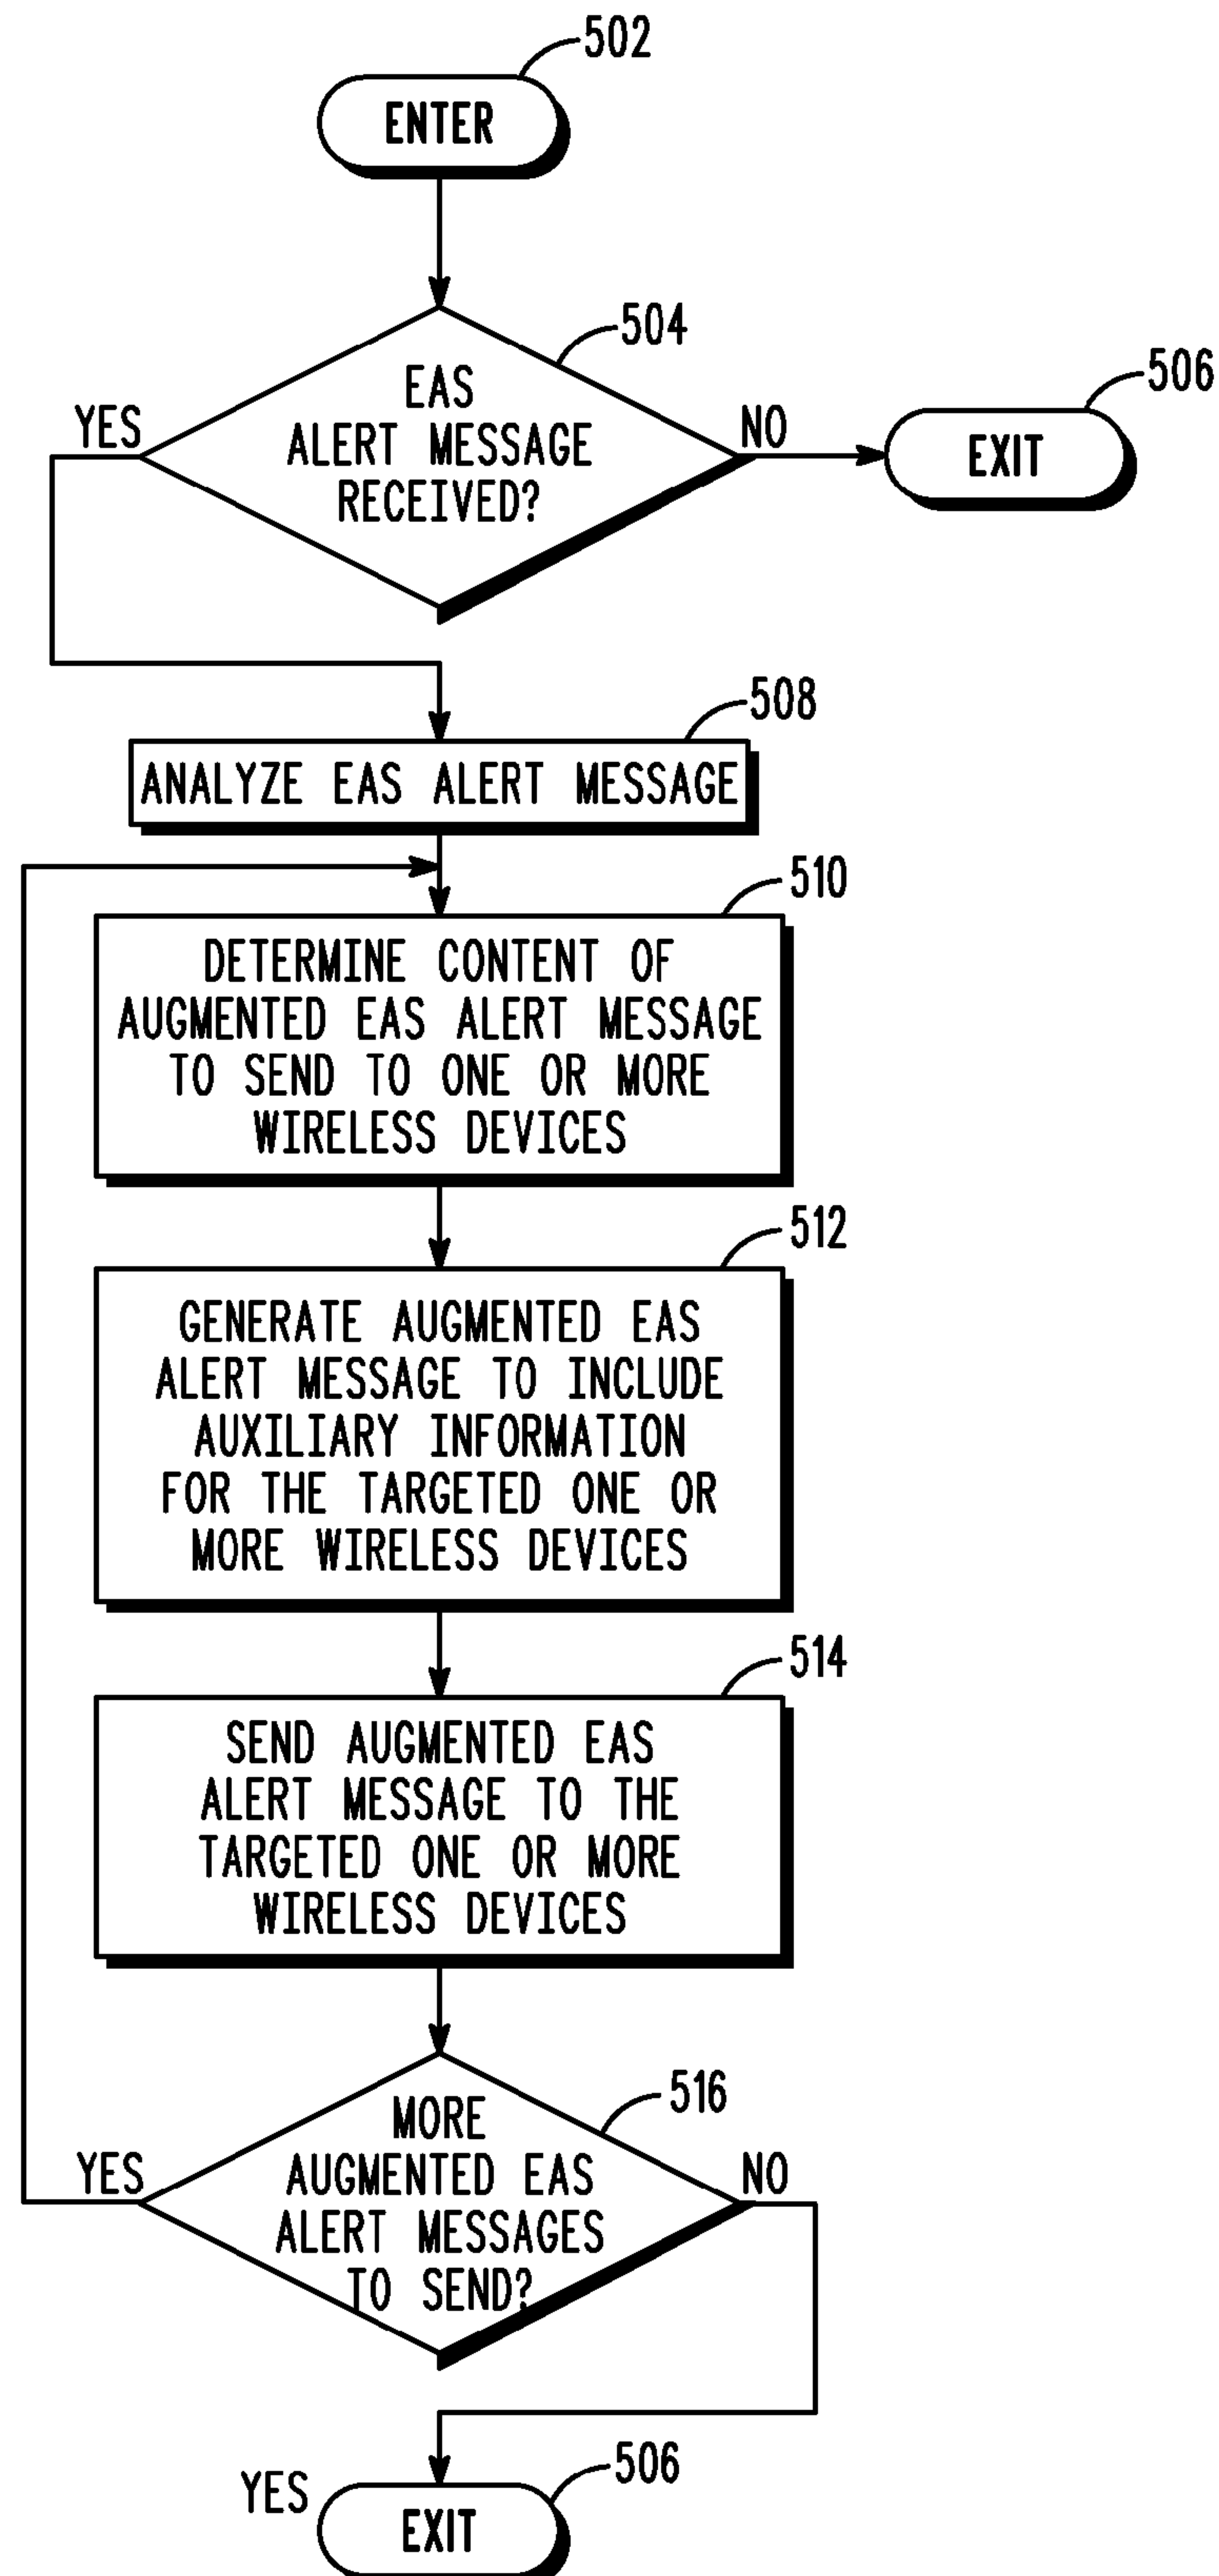 502
ENTER
504
EAS
ALERT MESSAGE
RECEIVED?
YES
NO
506
EXIT
508
ANALYZE EAS ALERT MESSAGE
510
DETERMINE CONTENT OF
AUGMENTED EAS ALERT MESSAGE
TO SEND TO ONE OR MORE
WIRELESS DEVICES
512
GENERATE AUGMENTED EAS
ALERT MESSAGE TO INCLUDE
AUXILIARY INFORMATION
FOR THE TARGETED ONE OR
MORE WIRELESS DEVICES
514
SEND AUGMENTED EAS
ALERT MESSAGE TO THE
TARGETED ONE OR MORE
WIRELESS DEVICES
516
MORE
AUGMENTED EAS
ALERT MESSAGES
TO SEND?
YES
NO
506
YES
EXIT